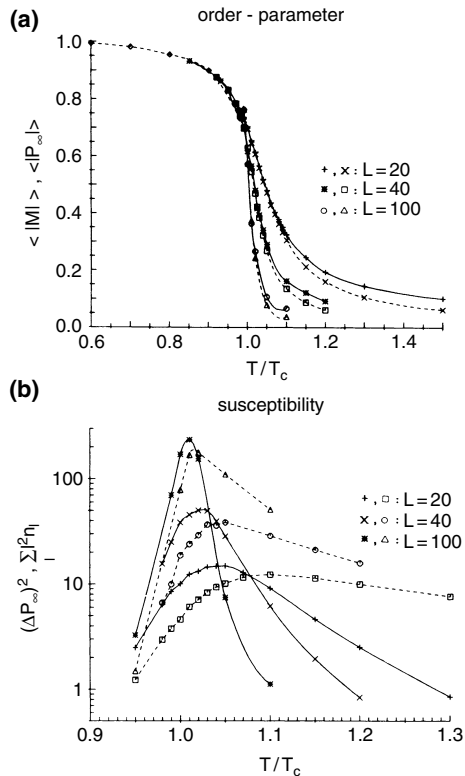 (a)
order - parameter
< |M| > , <|P∞|>
1.0
0.8
0.6
0.4
0.2
0.0
+ , × : L = 20
✱ , □ : L = 40
○ , △ : L = 100
0.6 0.8 1.0 1.2 1.4
T / Tc
(b)
susceptibility
(ΔP∞)² , Σl l²nl
100
10
1
+ , □ : L = 20
× , ○ : L = 40
✱ , △ : L = 100
0.9 1.0 1.1 1.2 1.3
T / Tc